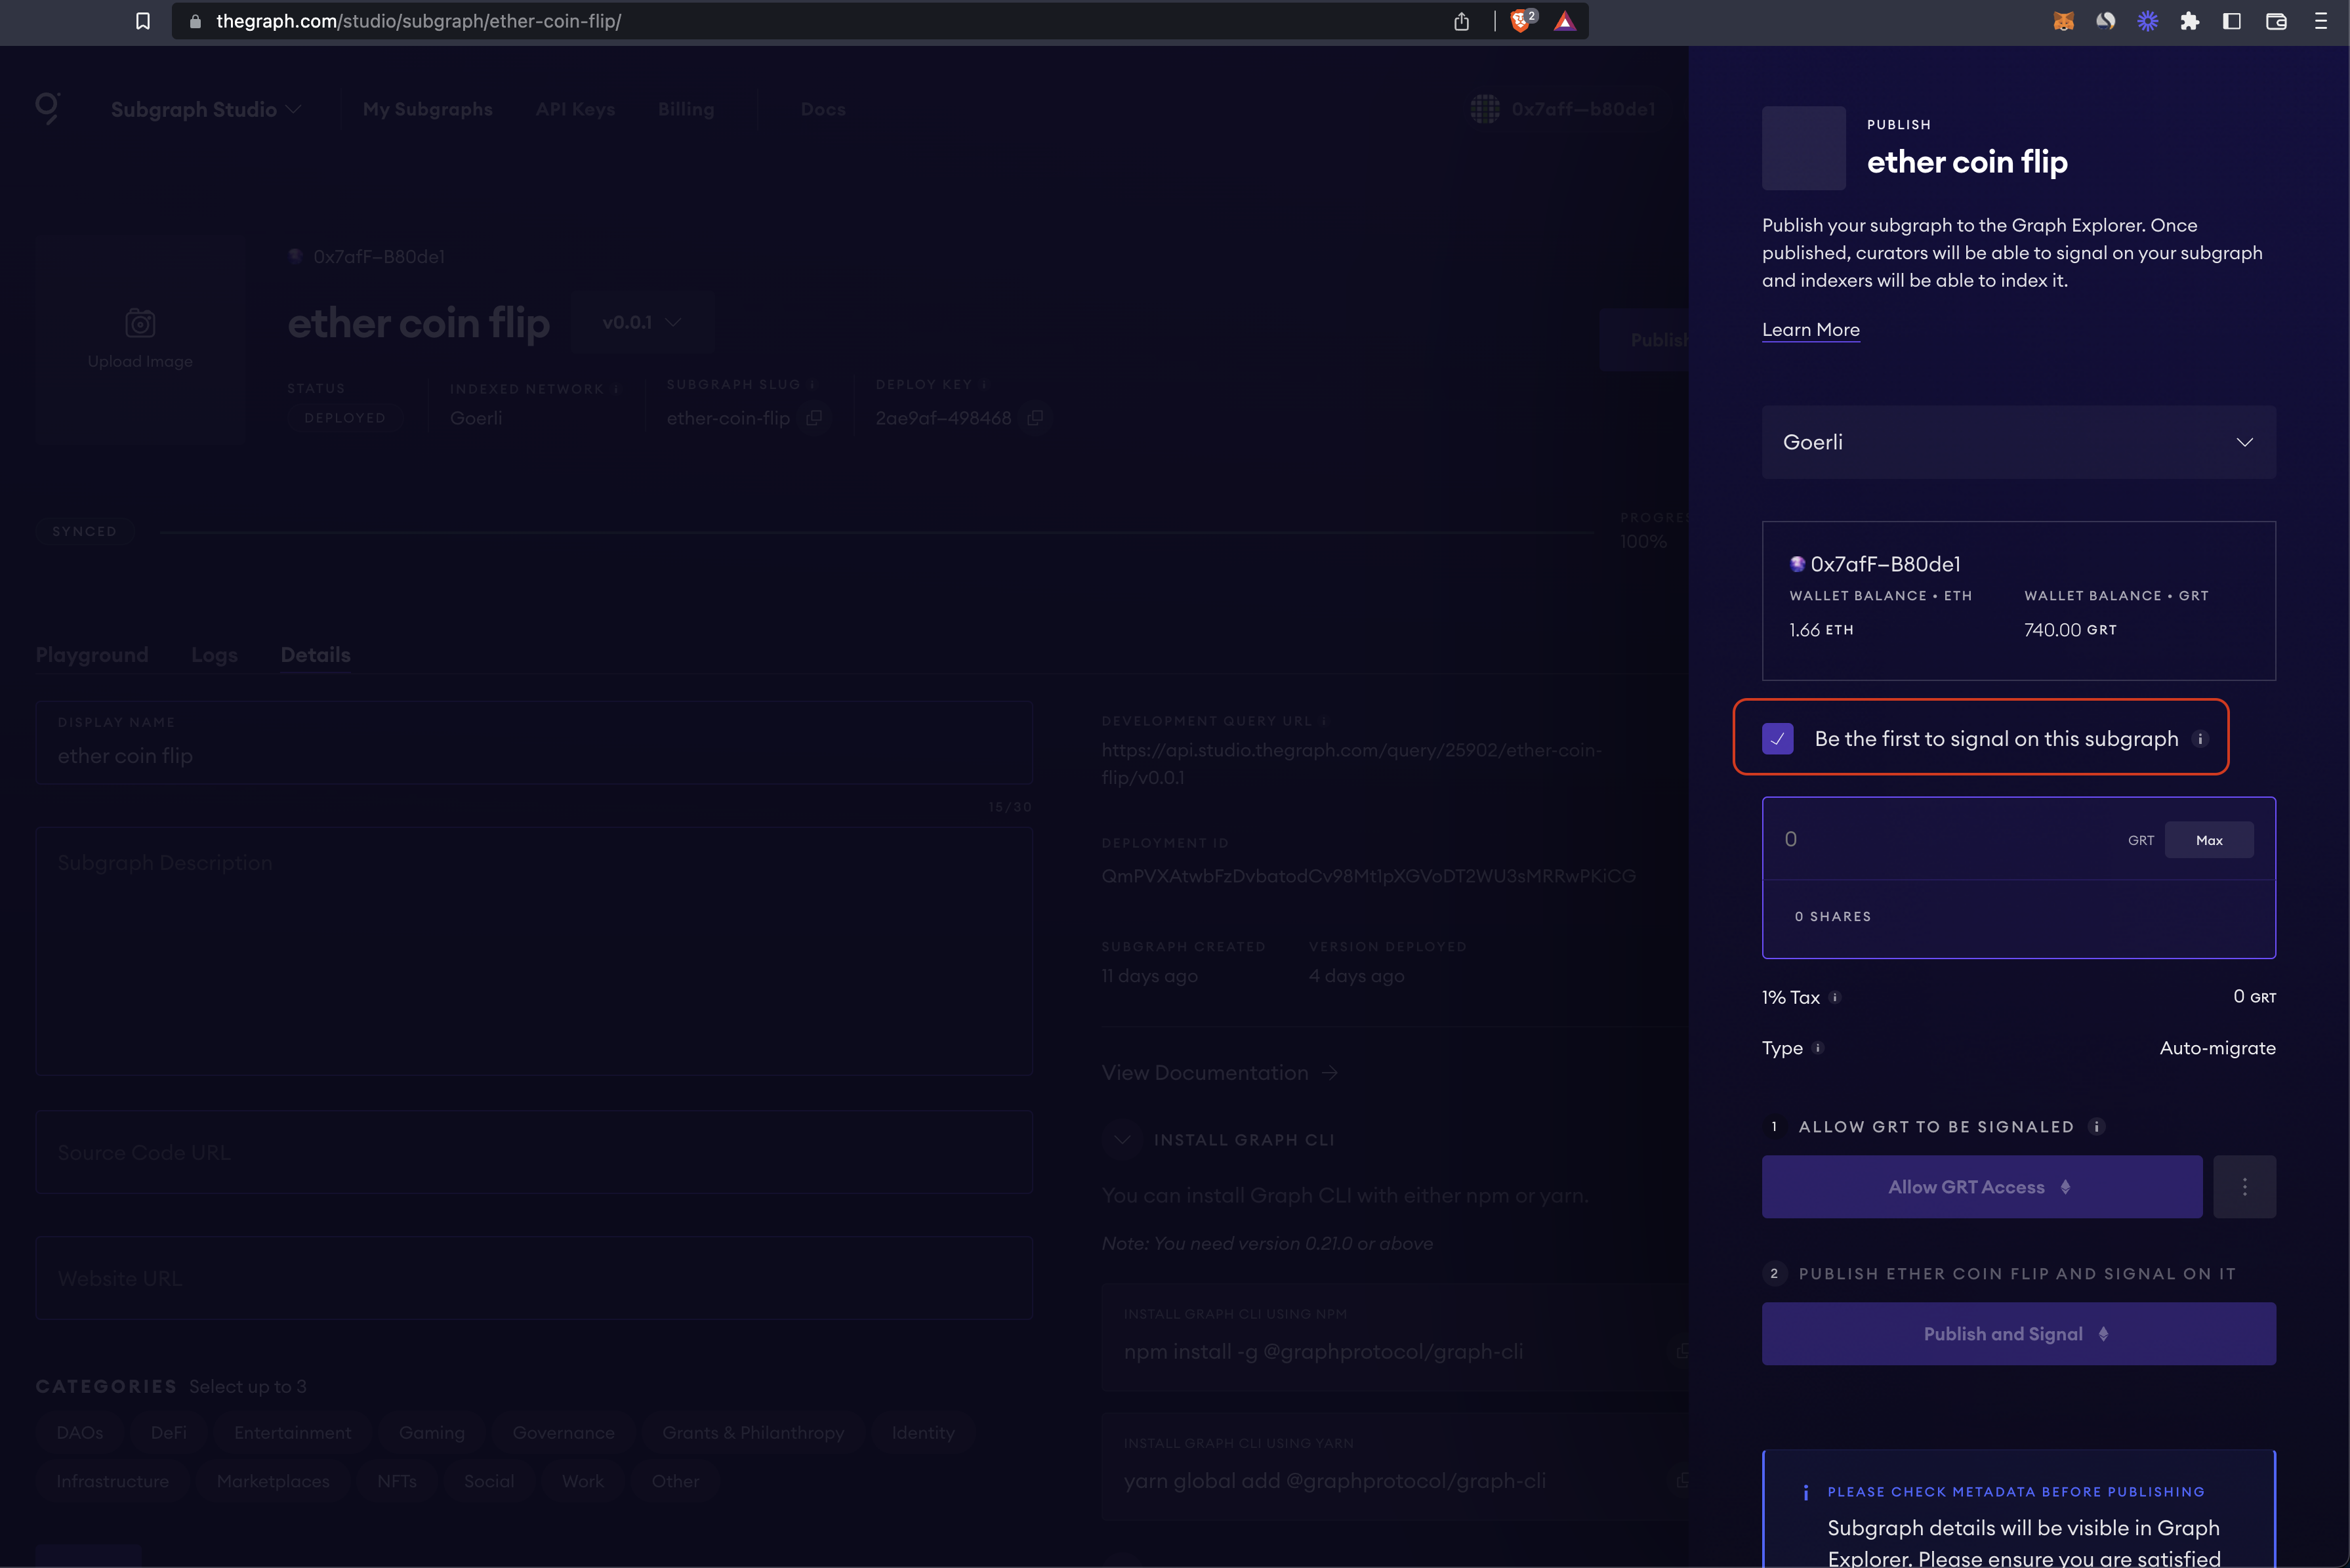 thegraph.com/studio/subgraph/ether-coin-flip/
2
Subgraph Studio
My Subgraphs
API Keys
Billing
Docs
0x7aff—b80de1
0x7afF—B80de1
ether coin flip
v0.0.1
Publish
Upload Image
STATUS
DEPLOYED
INDEXED NETWORK i
Goerli
SUBGRAPH SLUG i
ether-coin-flip
DEPLOY KEY i
2ae9af—498468
SYNCED
PROGRES
100%
Playground
Logs
Details
DISPLAY NAME
ether coin flip
15/30
Subgraph Description
Source Code URL
Website URL
CATEGORIES Select up to 3
DAOs DeFi Entertainment Gaming Governance Grants & Philanthropy Identity
Infrastructure Marketplaces NFTs Social Work Other
DEVELOPMENT QUERY URL i
https://api.studio.thegraph.com/query/25902/ether-coin-
flip/v0.0.1
DEPLOYMENT ID
QmPVXAtwbFzDvbatodCv98Mt1pXGVoDT2WU3sMRRwPKiCG
SUBGRAPH CREATED
11 days ago
VERSION DEPLOYED
4 days ago
View Documentation →
INSTALL GRAPH CLI
You can install Graph CLI with either npm or yarn.
Note: You need version 0.21.0 or above
INSTALL GRAPH CLI USING NPM
npm install -g @graphprotocol/graph-cli
INSTALL GRAPH CLI USING YARN
yarn global add @graphprotocol/graph-cli
PUBLISH
ether coin flip
Publish your subgraph to the Graph Explorer. Once
published, curators will be able to signal on your subgraph
and indexers will be able to index it.
Learn More
Goerli
0x7afF—B80de1
WALLET BALANCE • ETH
1.66 ETH
WALLET BALANCE • GRT
740.00 GRT
Be the first to signal on this subgraph i
0 GRT Max
0 SHARES
1% Tax i 0 GRT
Type i Auto-migrate
1 ALLOW GRT TO BE SIGNALED i
Allow GRT Access
2 PUBLISH ETHER COIN FLIP AND SIGNAL ON IT
Publish and Signal
i PLEASE CHECK METADATA BEFORE PUBLISHING
Subgraph details will be visible in Graph
Explorer. Please ensure you are satisfied